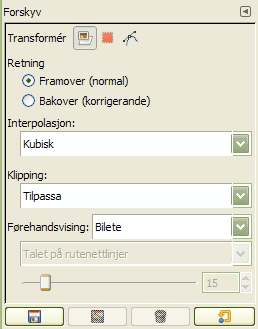 Forskyv
Transformér
Retning
Framover (normal)
Bakover (korrigerande)
Interpolasjon:
Kubisk
Klipping:
Tilpassa
Førehandsvising: Bilete
Talet på rutenettlinjer
15